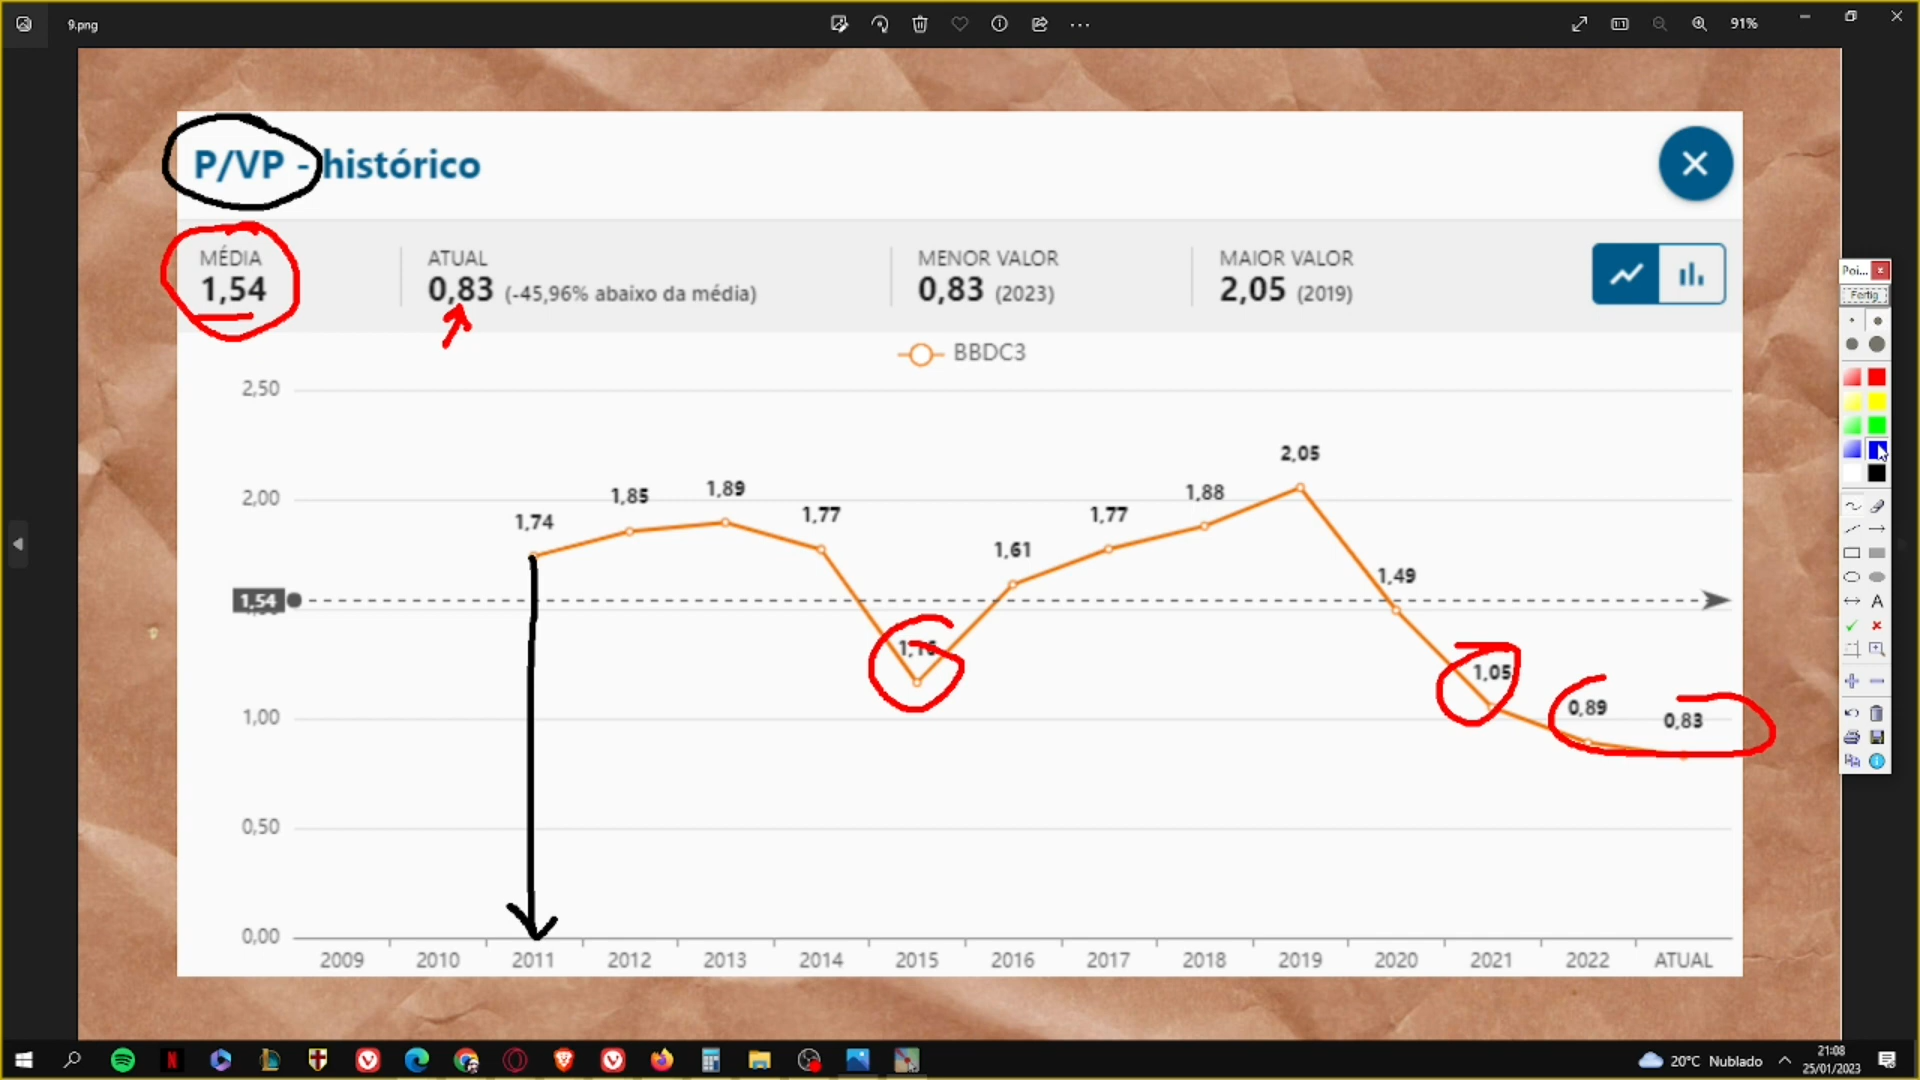 9.png
91%
P/VP - histórico
MÉDIA
1,54
ATUAL
0,83 (-45,96% abaixo da média)
MENOR VALOR
0,83 (2023)
MAIOR VALOR
2,05 (2019)
BBDC3
2,50
2,00
1,54
1,00
0,50
0,00
1,74
1,85
1,89
1,77
1,16
1,61
1,77
1,88
2,05
1,49
1,05
0,89
0,83
2009 2010 2011 2012 2013 2014 2015 2016 2017 2018 2019 2020 2021 2022 ATUAL
Poi...
Fertig
A
20°C Nublado
21:08
25/01/2023